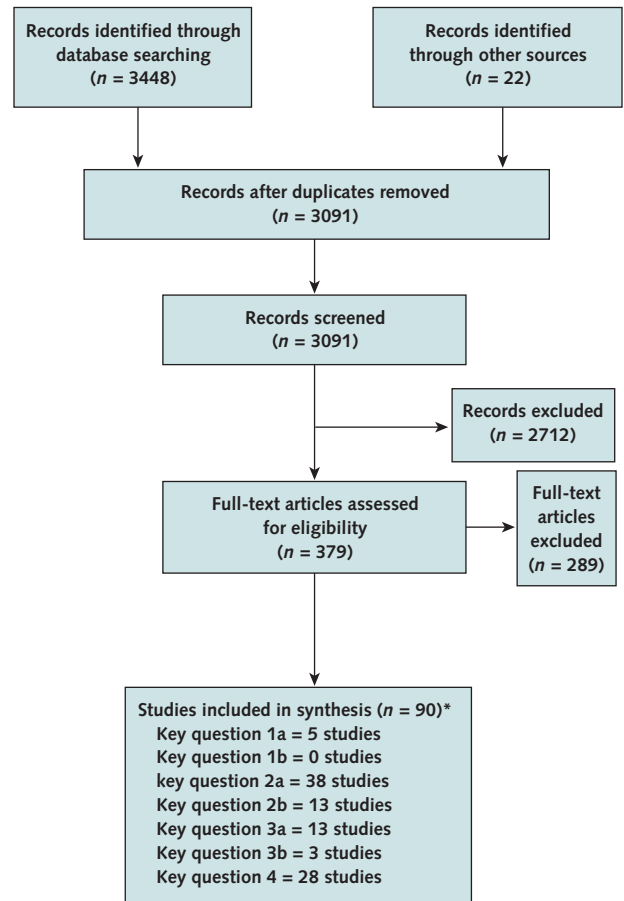 Records identified through
database searching
(n = 3448)
Records identified
through other sources
(n = 22)
Records after duplicates removed
(n = 3091)
Records screened
(n = 3091)
Records excluded
(n = 2712)
Full-text articles assessed
for eligibility
(n = 379)
Full-text
articles
excluded
(n = 289)
Studies included in synthesis (n = 90)*
Key question 1a = 5 studies
Key question 1b = 0 studies
key question 2a = 38 studies
Key question 2b = 13 studies
Key question 3a = 13 studies
Key question 3b = 3 studies
Key question 4 = 28 studies